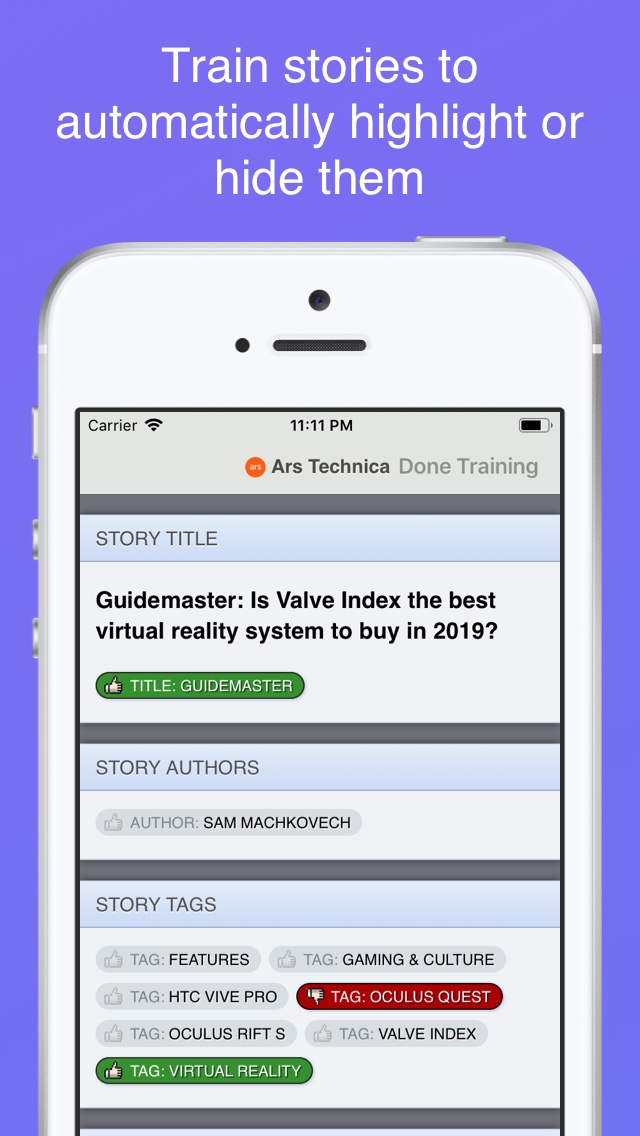 Train stories to
automatically highlight or
hide them
Carrier 11:11 PM
ars Ars Technica Done Training
STORY TITLE
Guidemaster: Is Valve Index the best
virtual reality system to buy in 2019?
TITLE: GUIDEMASTER
STORY AUTHORS
AUTHOR: SAM MACHKOVECH
STORY TAGS
TAG: FEATURES TAG: GAMING & CULTURE
TAG: HTC VIVE PRO TAG: OCULUS QUEST
TAG: OCULUS RIFT S TAG: VALVE INDEX
TAG: VIRTUAL REALITY